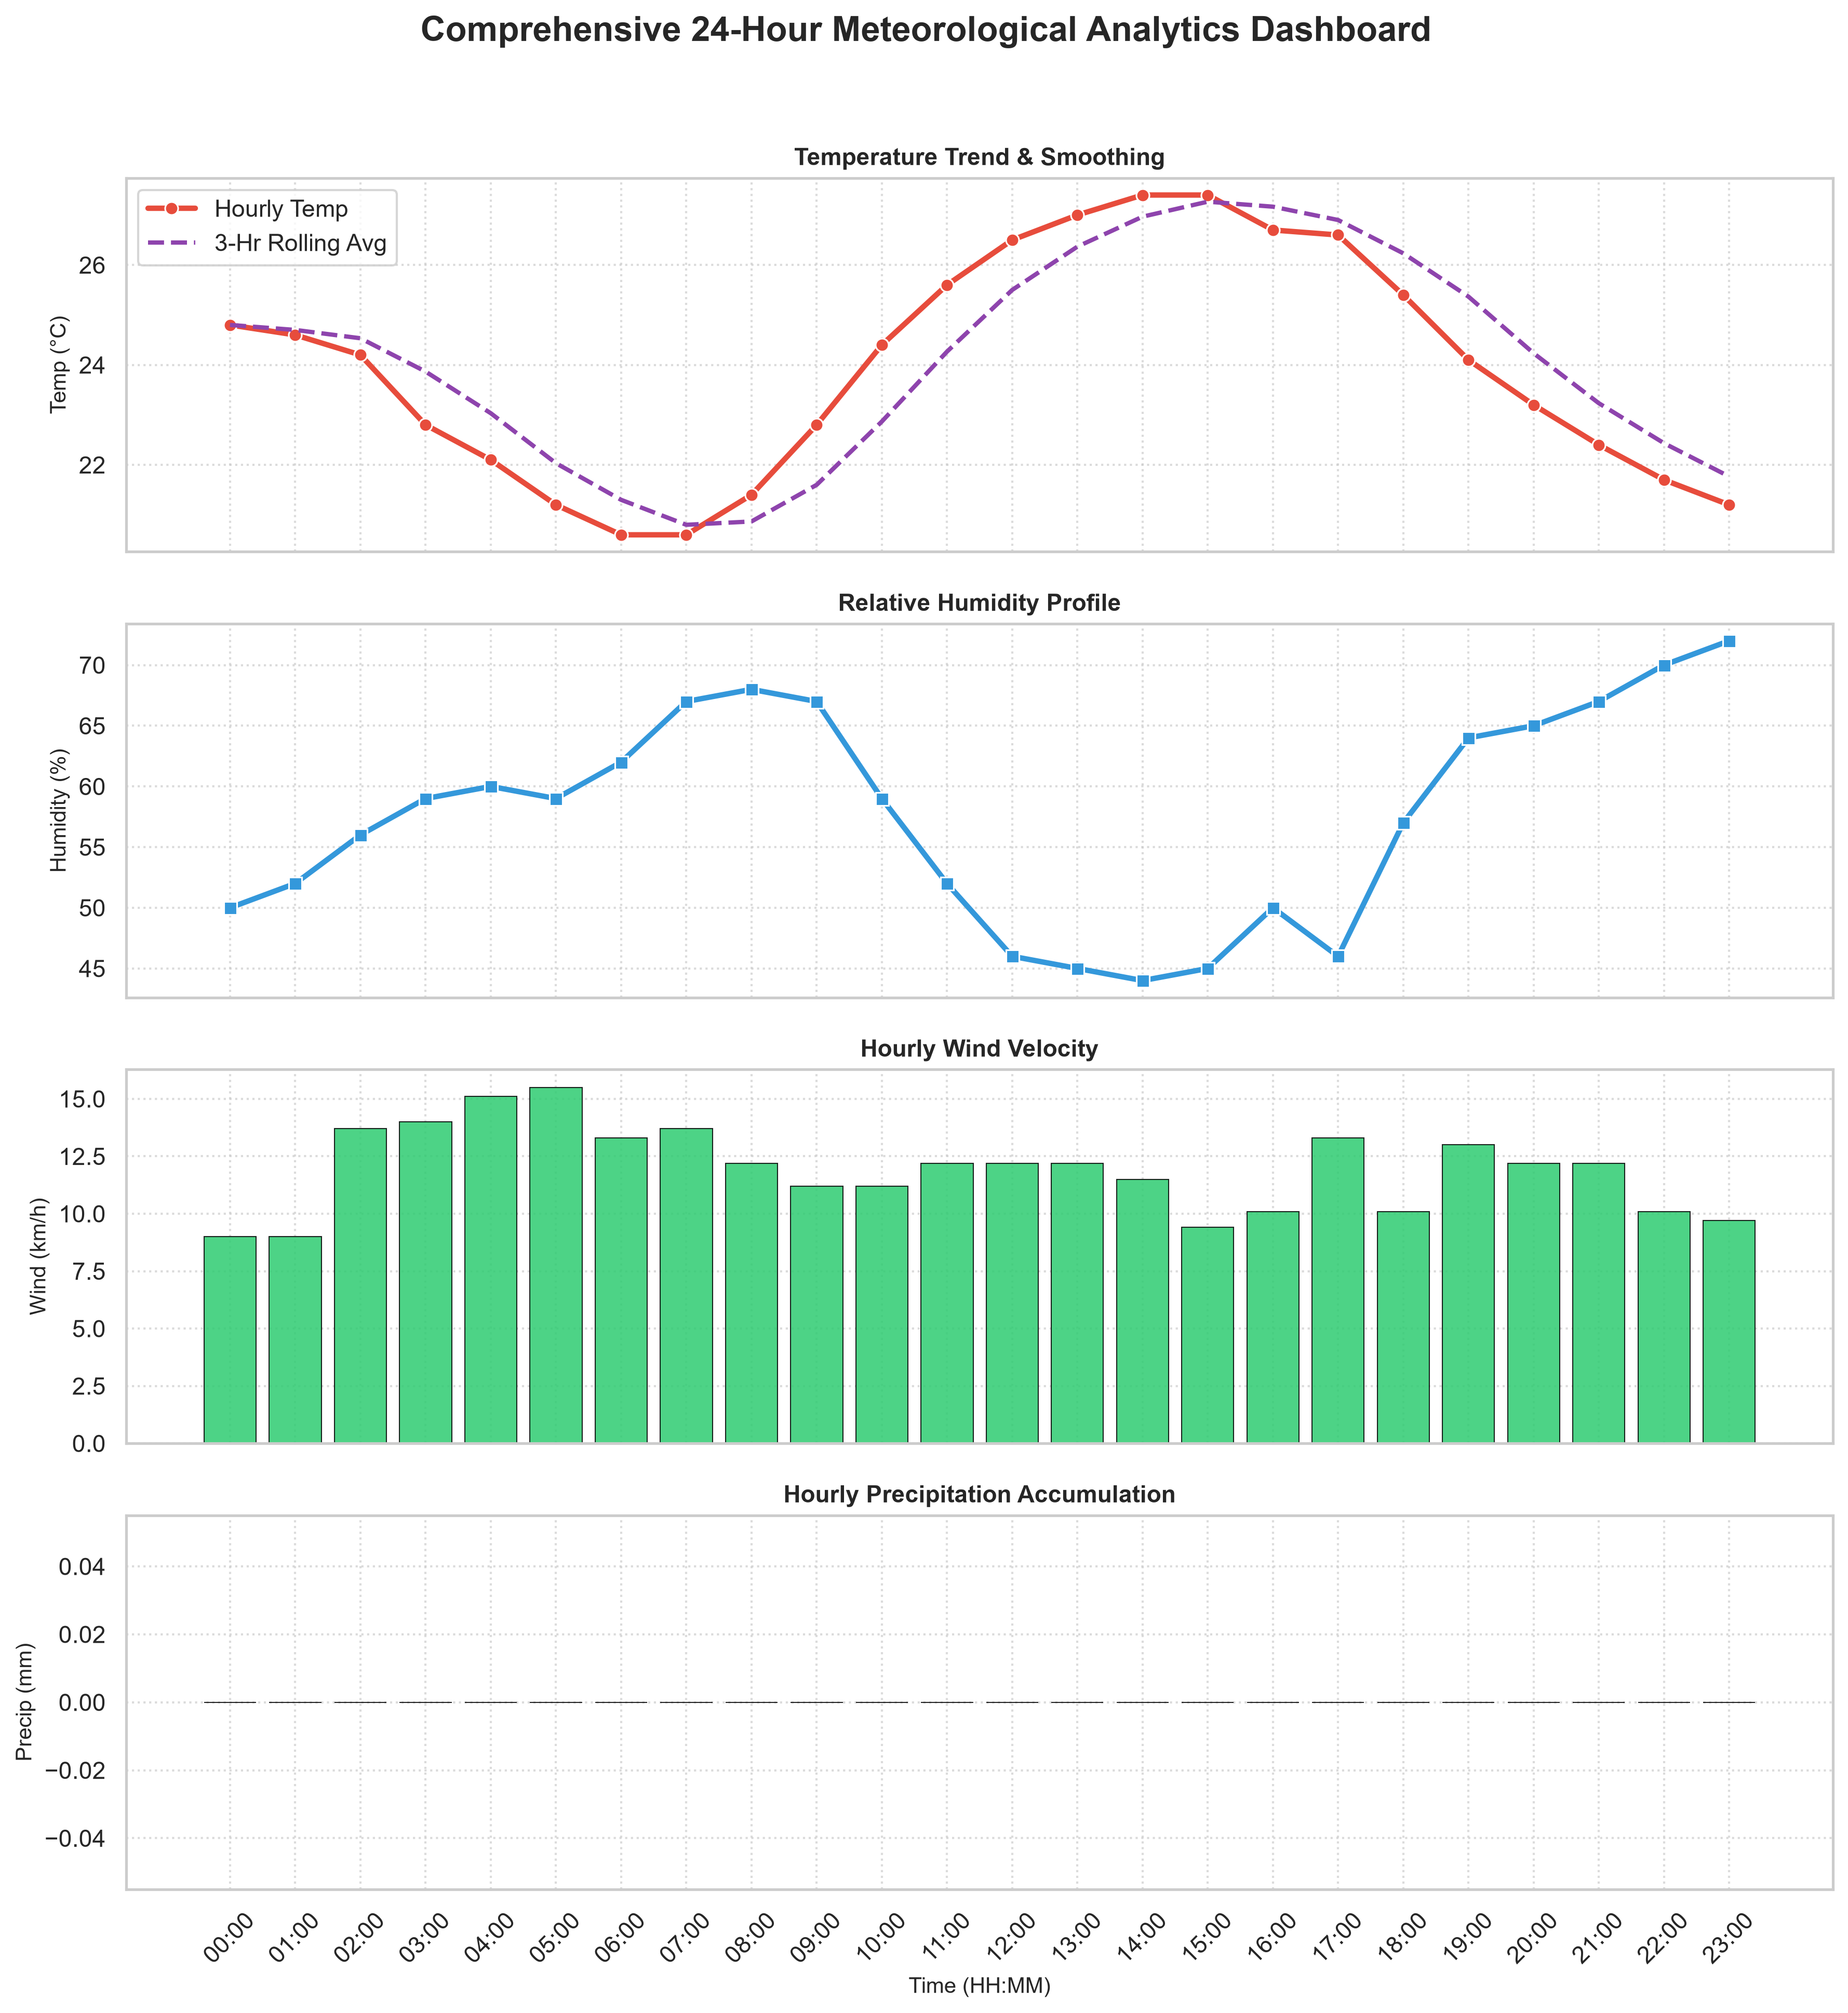 Comprehensive 24-Hour Meteorological Analytics Dashboard
Temperature Trend & Smoothing
Hourly Temp
3-Hr Rolling Avg
Temp (°C)
26
24
22
Relative Humidity Profile
Humidity (%)
70
65
60
55
50
45
Hourly Wind Velocity
Wind (km/h)
15.0
12.5
10.0
7.5
5.0
2.5
0.0
Hourly Precipitation Accumulation
Precip (mm)
0.04
0.02
0.00
−0.02
−0.04
00:00 01:00 02:00 03:00 04:00 05:00 06:00 07:00 08:00 09:00 10:00 11:00 12:00 13:00 14:00 15:00 16:00 17:00 18:00 19:00 20:00 21:00 22:00 23:00
Time (HH:MM)